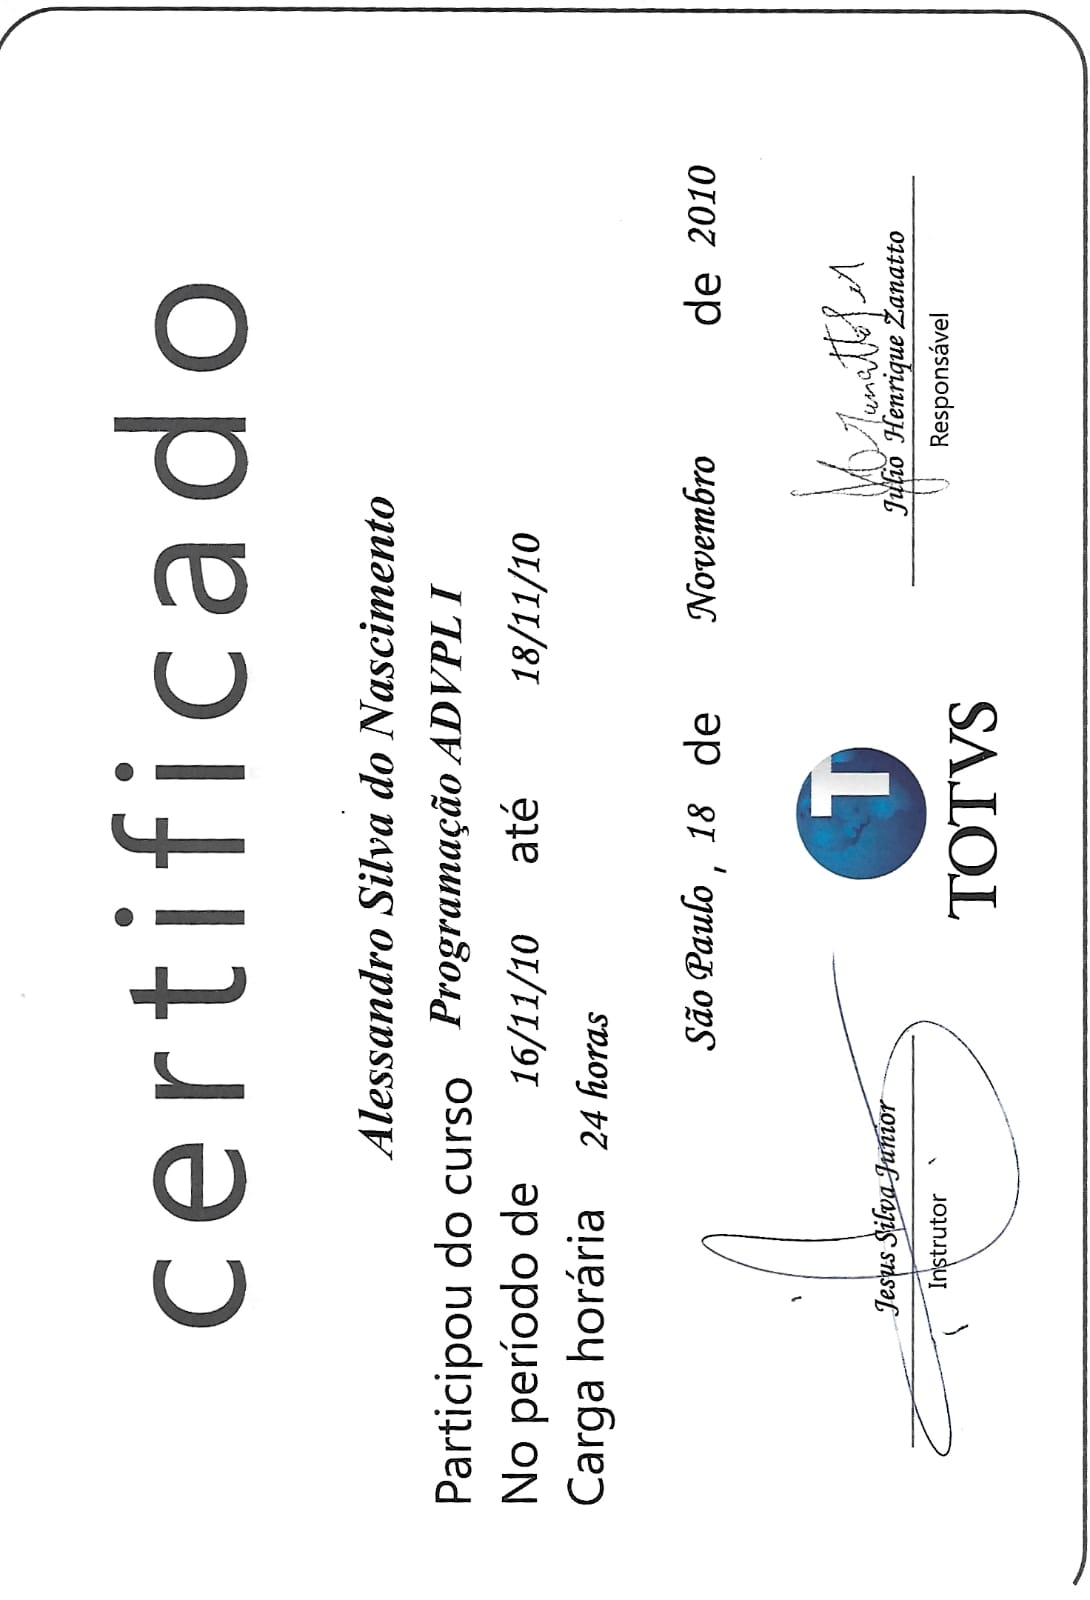 certificado
Alessandro Silva do Nascimento
Participou do curso Programação ADVPL I
No período de 16/11/10 até 18/11/10
Carga horária 24 horas
São Paulo , 18 de Novembro de 2010
Jesus Silva Junior
Instrutor
T
TOTVS
Julio Henrique Zanatto
Responsável